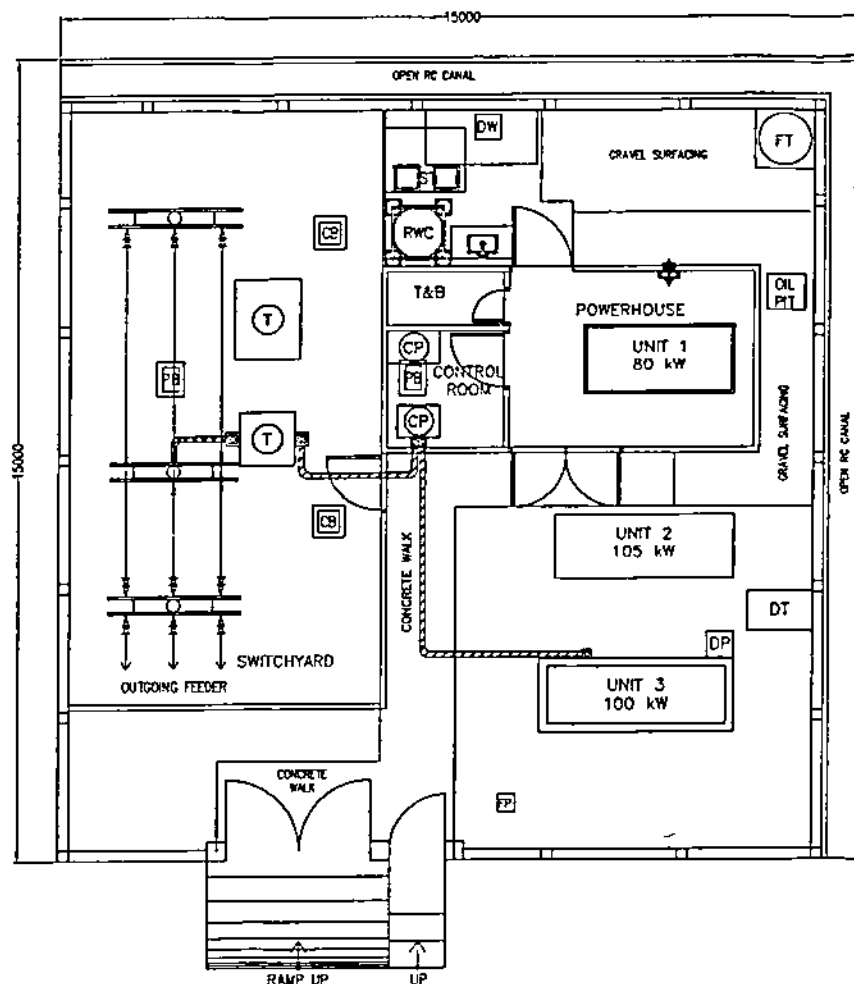 15000
OPEN RC CANAL
DW
GRAVEL SURFACING
FT
ST
RWC
CB
T&B
POWERHOUSE
OIL
PIT
T
CP
UNIT 1
80 kW
PB
PB
CONTROL
ROOM
CP
T
GRAVEL SURFACING
OPEN RC CANAL
15000
CB
CONCRETE WALK
UNIT 2
105 kW
DT
DP
SWITCHYARD
OUTGOING FEEDER
UNIT 3
100 kW
CONCRETE
WALK
FP
RAMP UP
UP